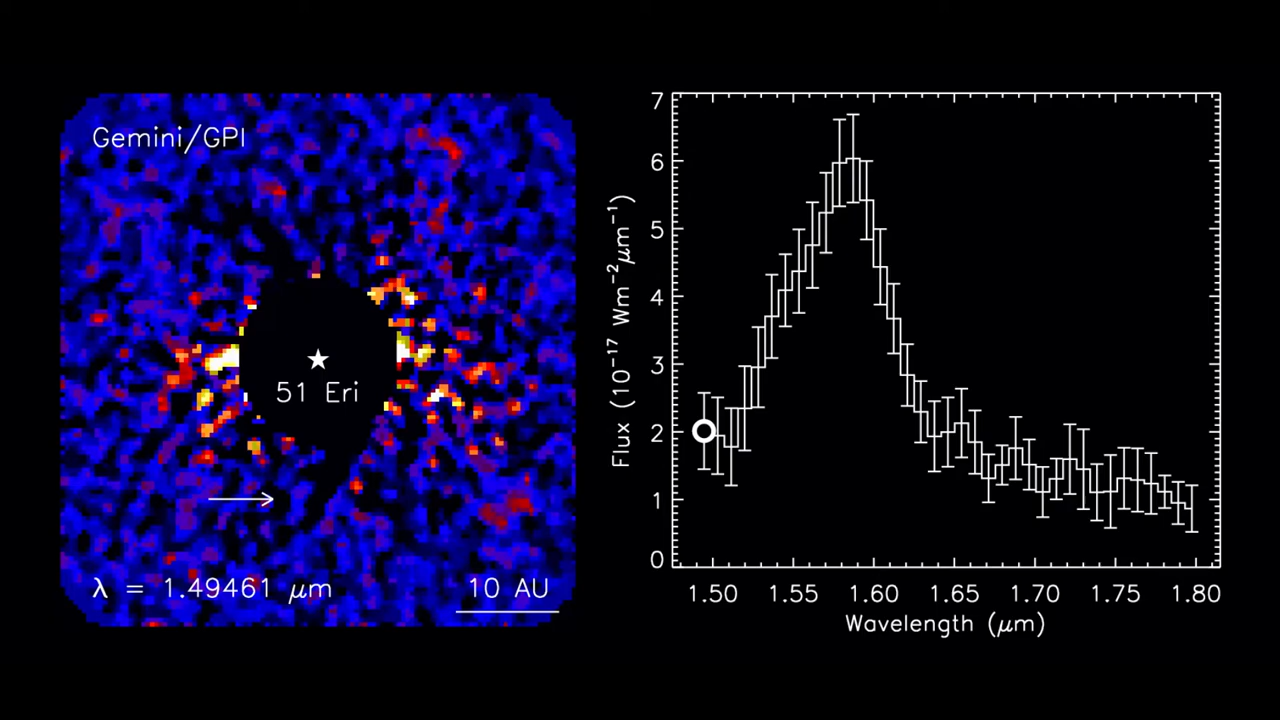 Gemini/GPI
51 Eri
λ = 1.49461 μm
10 AU
7
6
5
4
3
2
1
0
Flux (10⁻¹⁷ Wm⁻²μm⁻¹)
1.50 1.55 1.60 1.65 1.70 1.75 1.80
Wavelength (μm)